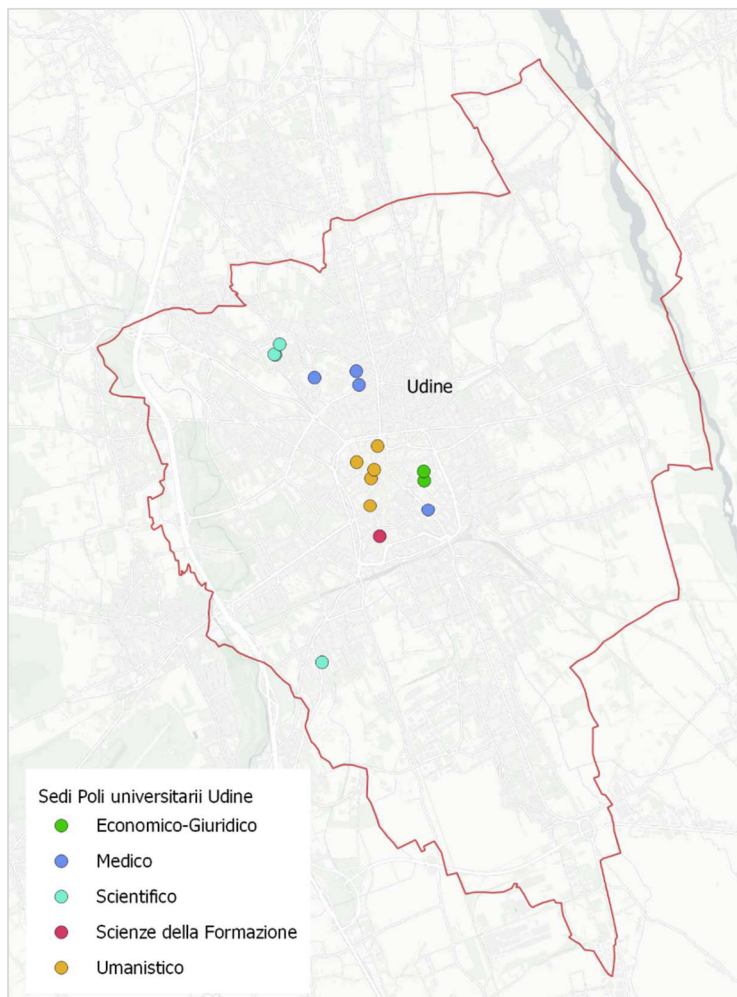 Udine
Sedi Poli universitarii Udine
Economico-Giuridico
Medico
Scientifico
Scienze della Formazione
Umanistico